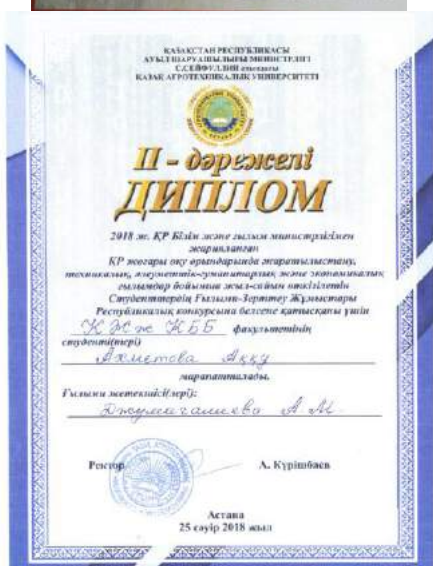 ҚАЗАҚСТАН РЕСПУБЛИКАСЫ
АУЫЛ ШАРУАШЫЛЫҒЫ МИНИСТРЛІГІ
С.СЕЙФУЛЛИН атындағы
ҚАЗАҚ АГРОТЕХНИКАЛЫҚ УНИВЕРСИТЕТІ
II - дәрежелі
ДИПЛОМ
2018 ж. ҚР Білім және ғылым министрлігімен
жарияланған
ҚР жоғары оқу орындарында жаратылыстану,
техникалық, әлеуметтік-гуманитарлық және экономикалық
ғылымдар бойынша жыл-сайын өткізілетін
Студенттердің Ғылыми-Зерттеу Жұмыстары
Республикалық конкурсына белсене қатысқаны үшін
факультетінің
студенті(тері)
Ахметова Аққу
марапатталады.
Ғылыми жетекшісі(лері):
Джумагалиева А.М.
Ректор А. Күрішбаев
Астана
25 сәуір 2018 жыл